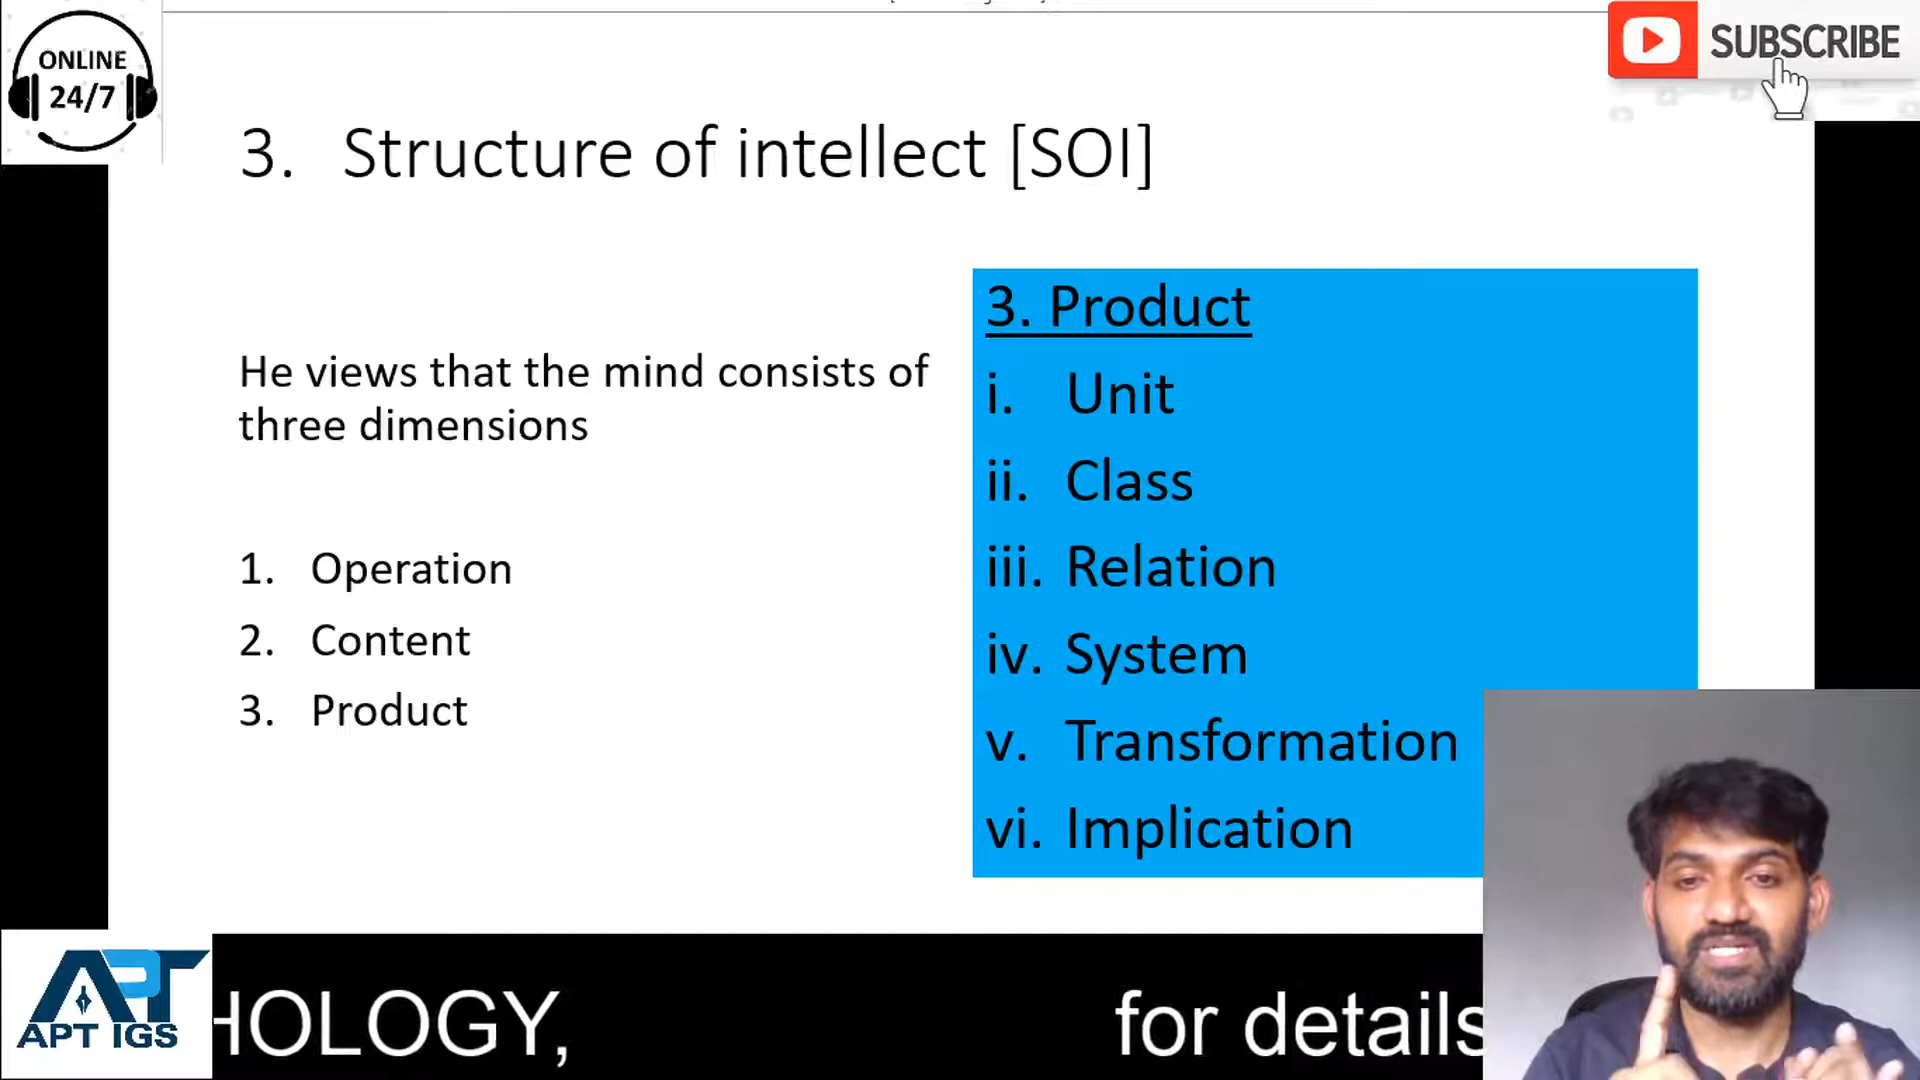 ONLINE
24/7
SUBSCRIBE
3. Structure of intellect [SOI]
He views that the mind consists of
three dimensions
1. Operation
2. Content
3. Product
3. Product
i. Unit
ii. Class
iii. Relation
iv. System
v. Transformation
vi. Implication
APT
APT IGS
HOLOGY, for details